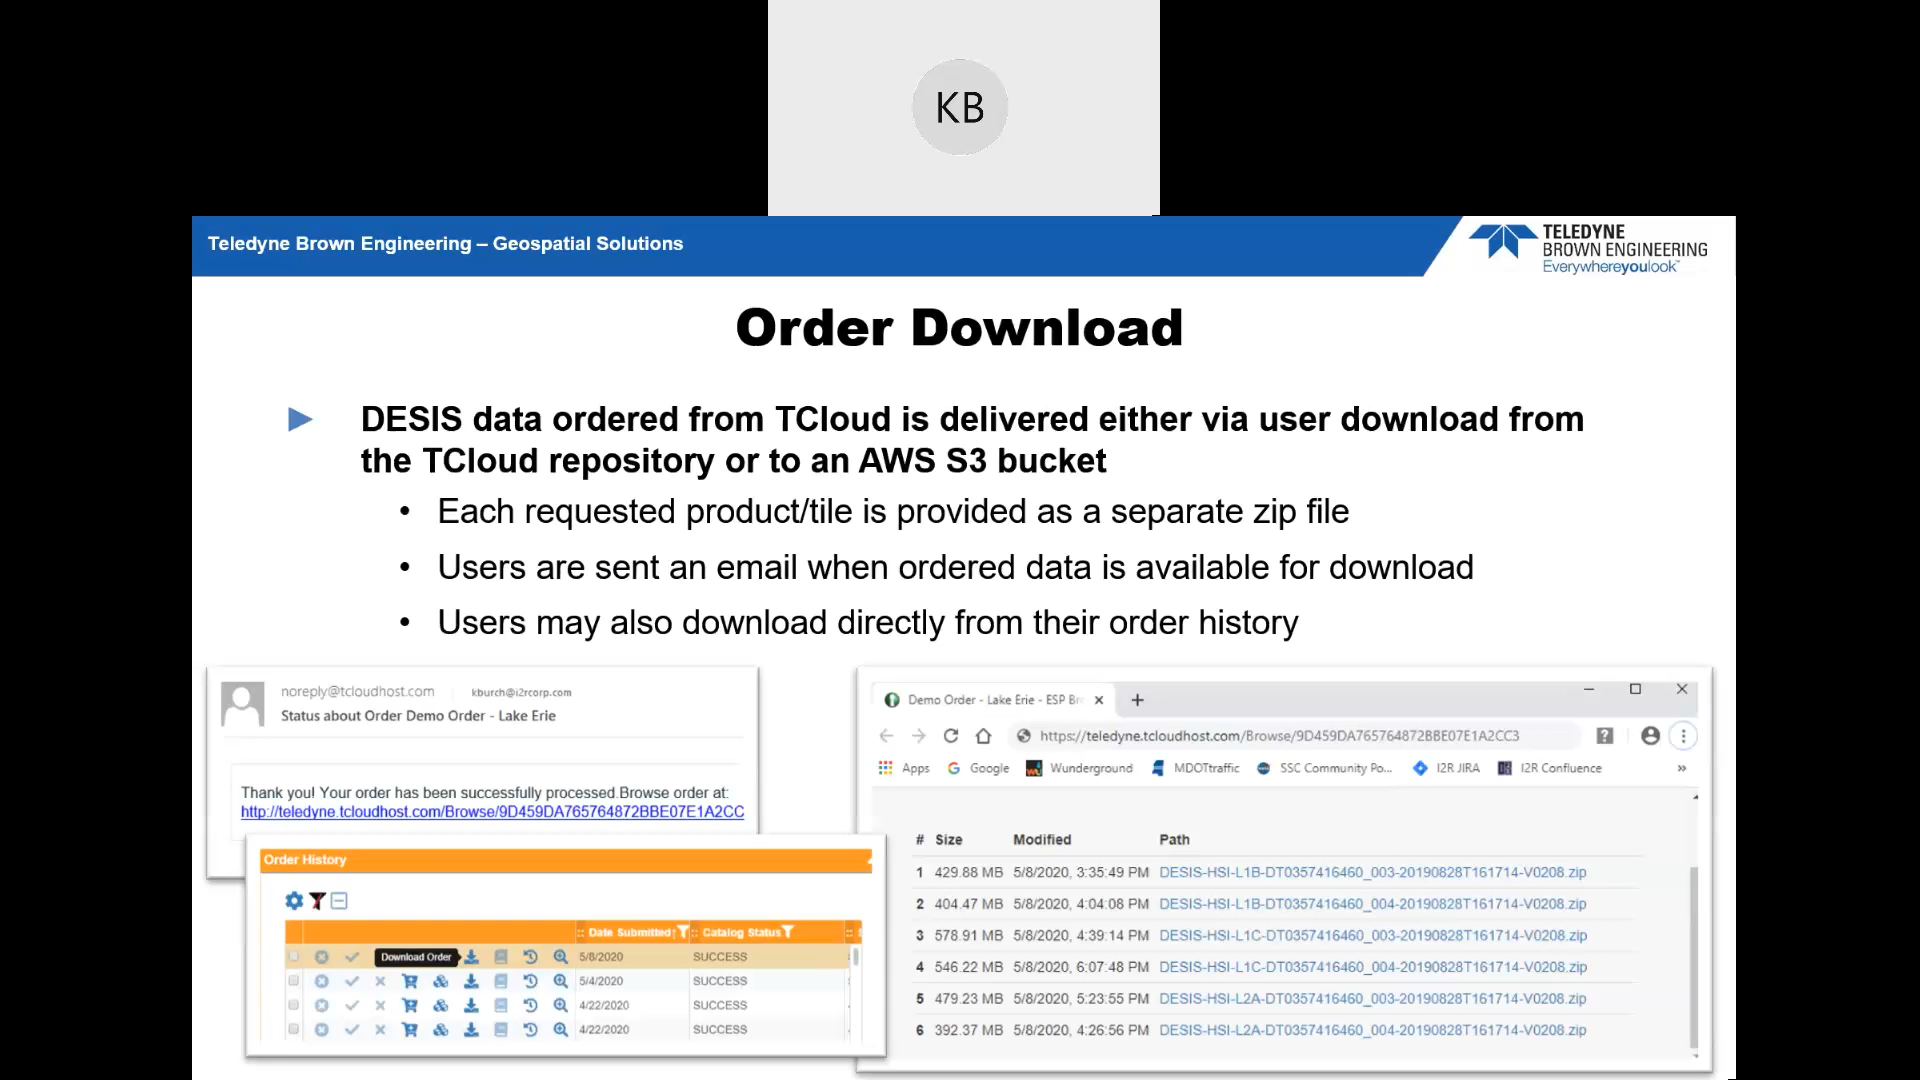 KB
Teledyne Brown Engineering – Geospatial Solutions
TELEDYNE
BROWN ENGINEERING
Everywhereyoulook™
Order Download
DESIS data ordered from TCloud is delivered either via user download from
the TCloud repository or to an AWS S3 bucket
• Each requested product/tile is provided as a separate zip file
• Users are sent an email when ordered data is available for download
• Users may also download directly from their order history
noreply@tcloudhost.com kburch@i2rcorp.com
Status about Order Demo Order - Lake Erie
Thank you! Your order has been successfully processed.Browse order at:
http://teledyne.tcloudhost.com/Browse/9D459DA765764872BBE07E1A2CC
Order History
Date Submitted Catalog Status
Download Order 5/8/2020 SUCCESS
5/4/2020 SUCCESS
4/22/2020 SUCCESS
4/22/2020 SUCCESS
Demo Order - Lake Erie - ESP Br
https://teledyne.tcloudhost.com/Browse/9D459DA765764872BBE07E1A2CC3
Apps Google Wunderground MDOTtraffic SSC Community Po... I2R JIRA I2R Confluence »
# Size Modified Path
1 429.88 MB 5/8/2020, 3:35:49 PM DESIS-HSI-L1B-DT0357416460_003-20190828T161714-V0208.zip
2 404.47 MB 5/8/2020, 4:04:08 PM DESIS-HSI-L1B-DT0357416460_004-20190828T161714-V0208.zip
3 578.91 MB 5/8/2020, 4:39:14 PM DESIS-HSI-L1C-DT0357416460_003-20190828T161714-V0208.zip
4 546.22 MB 5/8/2020, 6:07:48 PM DESIS-HSI-L1C-DT0357416460_004-20190828T161714-V0208.zip
5 479.23 MB 5/8/2020, 5:23:55 PM DESIS-HSI-L2A-DT0357416460_003-20190828T161714-V0208.zip
6 392.37 MB 5/8/2020, 4:26:56 PM DESIS-HSI-L2A-DT0357416460_004-20190828T161714-V0208.zip